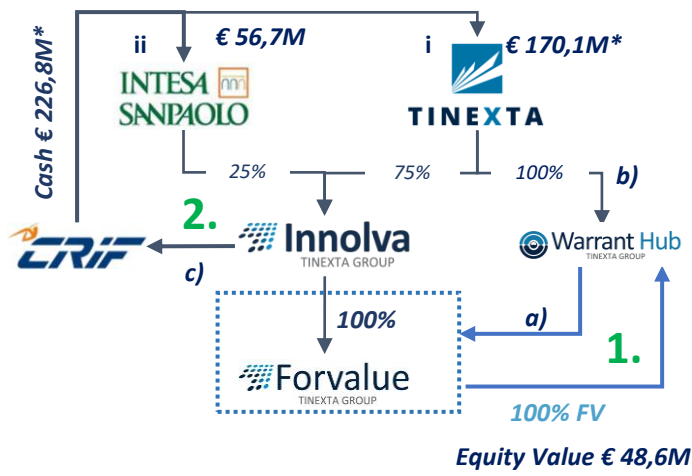 ii
€ 56,7M
i
€ 170,1M*
Cash € 226,8M*
INTESA
SANPAOLO
TINEXTA
25%
75%
100%
b)
2.
CRIF
Innolva
TINEXTA GROUP
Warrant Hub
TINEXTA GROUP
c)
100%
a)
1.
Forvalue
TINEXTA GROUP
100% FV
Equity Value € 48,6M